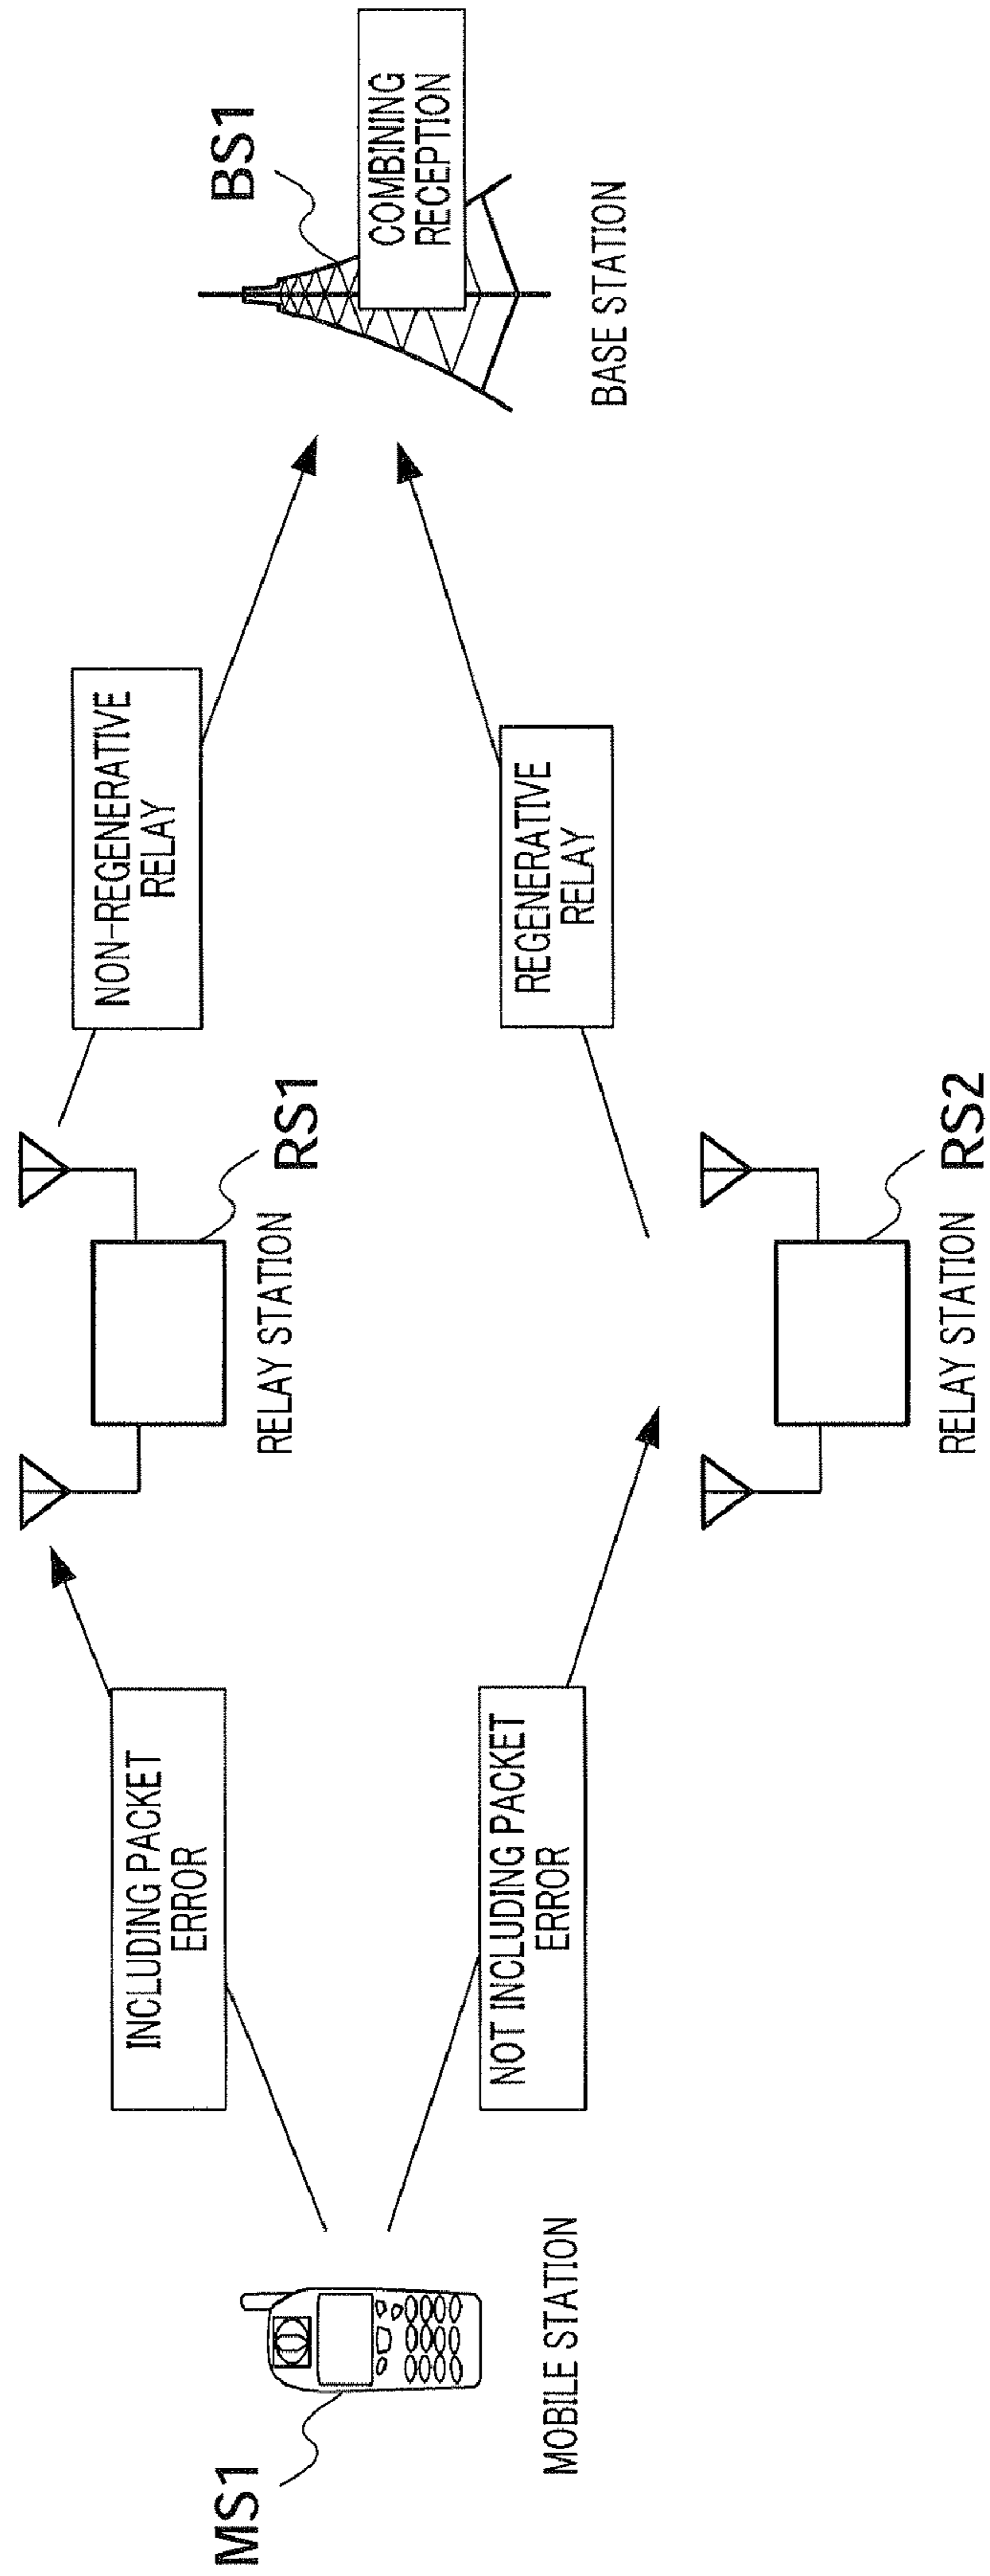 MS1
MOBILE STATION
INCLUDING PACKET
ERROR
NOT INCLUDING PACKET
ERROR
RS1
RELAY STATION
RS2
RELAY STATION
NON-REGENERATIVE
RELAY
REGENERATIVE
RELAY
BS1
COMBINING
RECEPTION
BASE STATION